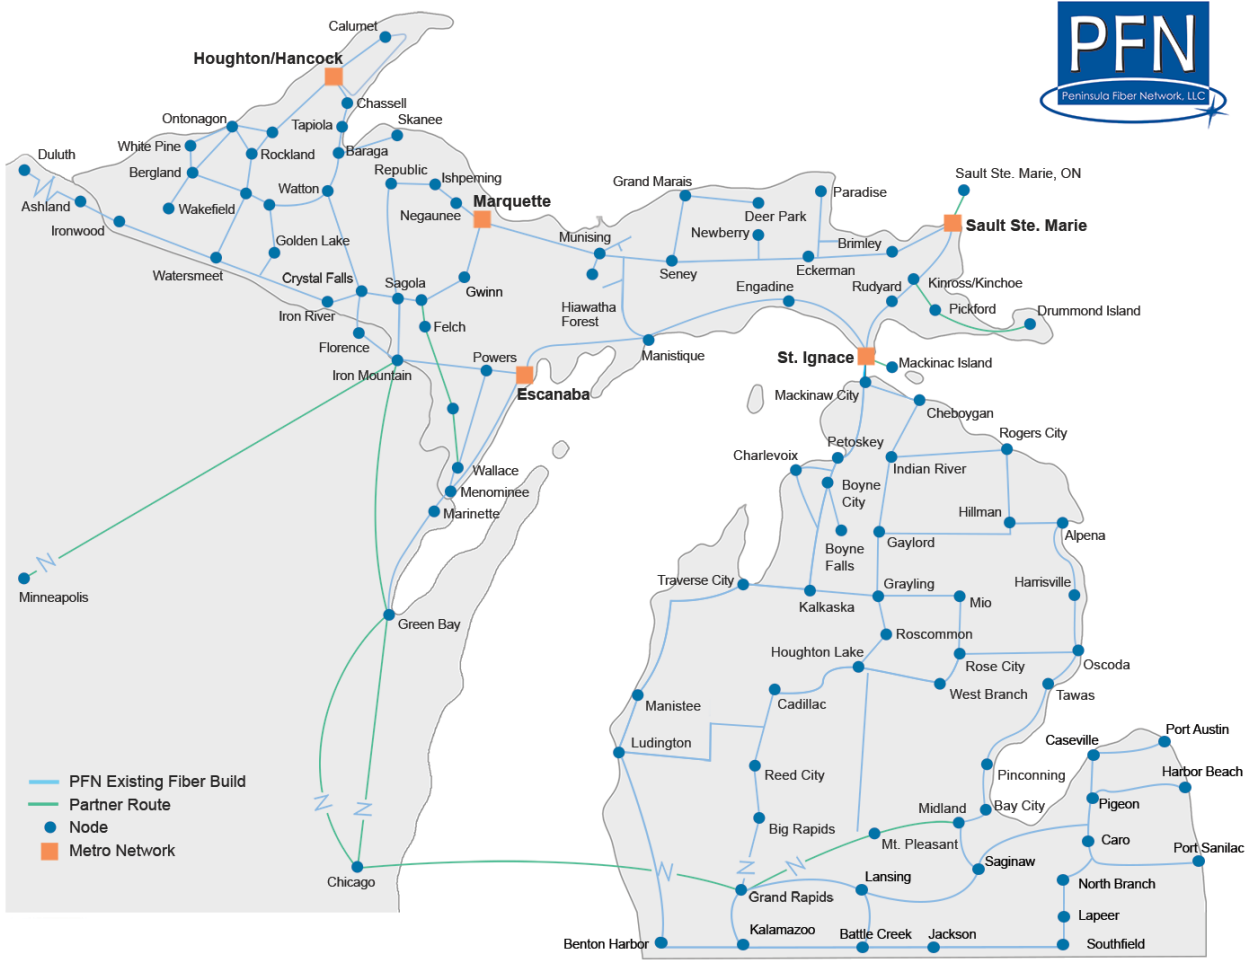 PFN
Peninsula Fiber Network, LLC
Calumet
Houghton/Hancock
Chassell
Ontonagon
Tapiola
Skanee
White Pine
Rockland
Baraga
Duluth
Bergland
Republic
Ishpeming
Sault Ste. Marie, ON
Grand Marais
Paradise
Watton
Marquette
Ashland
Wakefield
Negaunee
Deer Park
Ironwood
Newberry
Sault Ste. Marie
Golden Lake
Munising
Brimley
Watersmeet
Seney
Eckerman
Crystal Falls
Sagola
Gwinn
Engadine
Rudyard
Kinross/Kinchoe
Iron River
Hiawatha
Forest
Pickford
Drummond Island
Felch
Florence
Powers
Manistique
St. Ignace
Mackinac Island
Iron Mountain
Escanaba
Mackinaw City
Cheboygan
Rogers City
Petoskey
Charlevoix
Indian River
Wallace
Menominee
Boyne
City
Marinette
Hillman
Alpena
Gaylord
Boyne
Falls
N
Traverse City
Grayling
Harrisville
Minneapolis
Kalkaska
Mio
Green Bay
Roscommon
Houghton Lake
Rose City
Oscoda
West Branch
Tawas
Manistee
Cadillac
Ludington
Port Austin
Caseville
Reed City
Pinconning
Harbor Beach
PFN Existing Fiber Build
Partner Route
Node
Metro Network
N
N
Midland
Bay City
Pigeon
Big Rapids
Mt. Pleasant
Caro
Port Sanilac
N
N
N
Saginaw
Chicago
Lansing
North Branch
Grand Rapids
Lapeer
Kalamazoo
Battle Creek
Jackson
Benton Harbor
Southfield